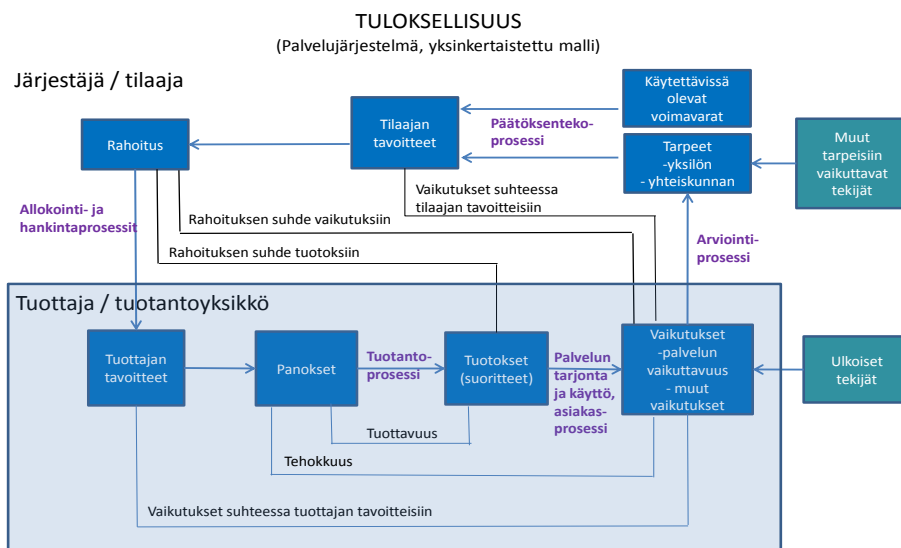 TULOKSELLISUUS
(Palvelujärjestelmä, yksinkertaistettu malli)
Järjestäjä / tilaaja
Käytettävissä
olevat
voimavarat
Tilaajan
tavoitteet
Päätöksenteko-
prosessi
Rahoitus
Tarpeet
-yksilön
- yhteiskunnan
Muut
tarpeisiin
vaikuttavat
tekijät
Vaikutukset suhteessa
tilaajan tavoitteisiin
Allokointi- ja
hankintaprosessit
Rahoituksen suhde vaikutuksiin
Arviointi-
prosessi
Rahoituksen suhde tuotoksiin
Tuottaja / tuotantoyksikkö
Tuottajan
tavoitteet
Panokset
Tuotanto-
prosessi
Tuotokset
(suoritteet)
Palvelun
tarjonta
ja käyttö,
asiakas-
prosessi
Vaikutukset
-palvelun
vaikuttavuus
- muut
vaikutukset
Ulkoiset
tekijät
Tuottavuus
Tehokkuus
Vaikutukset suhteessa tuottajan tavoitteisiin